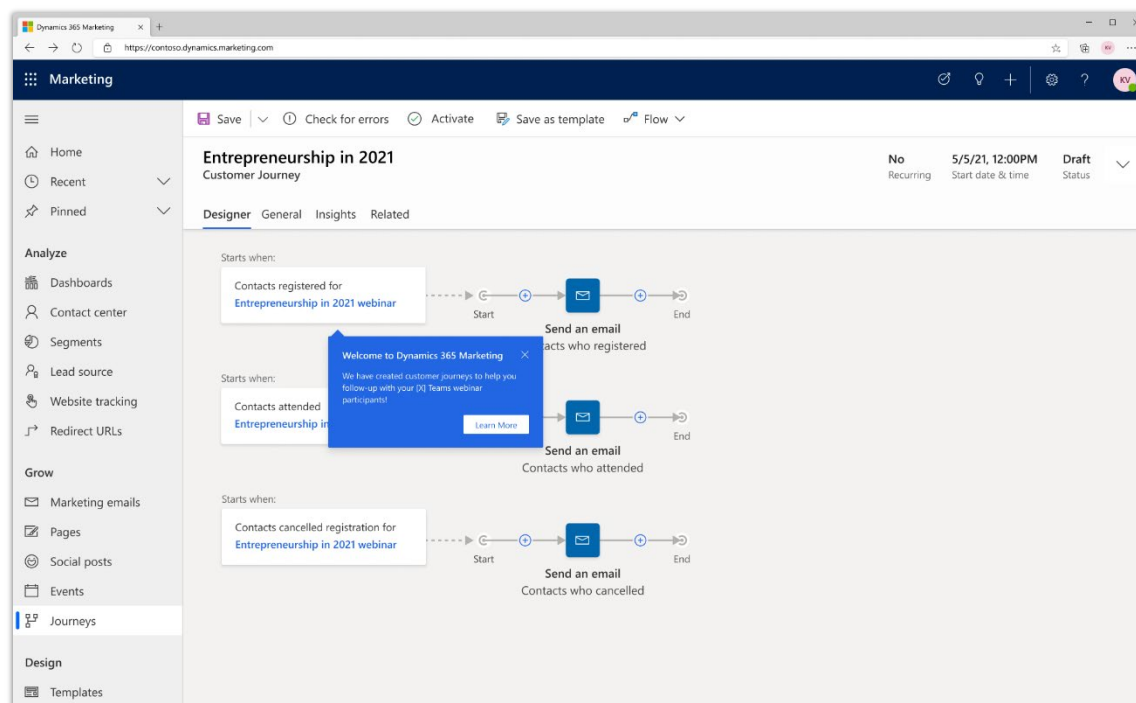 Dynamics 365 Marketing
https://contoso.dynamics.marketing.com
KV
Marketing
KV
Save
Check for errors
Activate
Save as template
Flow
Home
Recent
Pinned
Entrepreneurship in 2021
Customer Journey
No
Recurring
5/5/21, 12:00PM
Start date & time
Draft
Status
Designer General Insights Related
Analyze
Dashboards
Contact center
Segments
Lead source
Website tracking
Redirect URLs
Grow
Marketing emails
Pages
Social posts
Events
Journeys
Design
Templates
Starts when:
Contacts registered for
Entrepreneurship in 2021 webinar
Start
End
Send an email
acts who registered
Welcome to Dynamics 365 Marketing
We have created customer journeys to help you
follow-up with your [X] Teams webinar
participants!
Learn More
Starts when:
Contacts attended
Entrepreneurship in
End
Send an email
Contacts who attended
Starts when:
Contacts cancelled registration for
Entrepreneurship in 2021 webinar
Start
End
Send an email
Contacts who cancelled